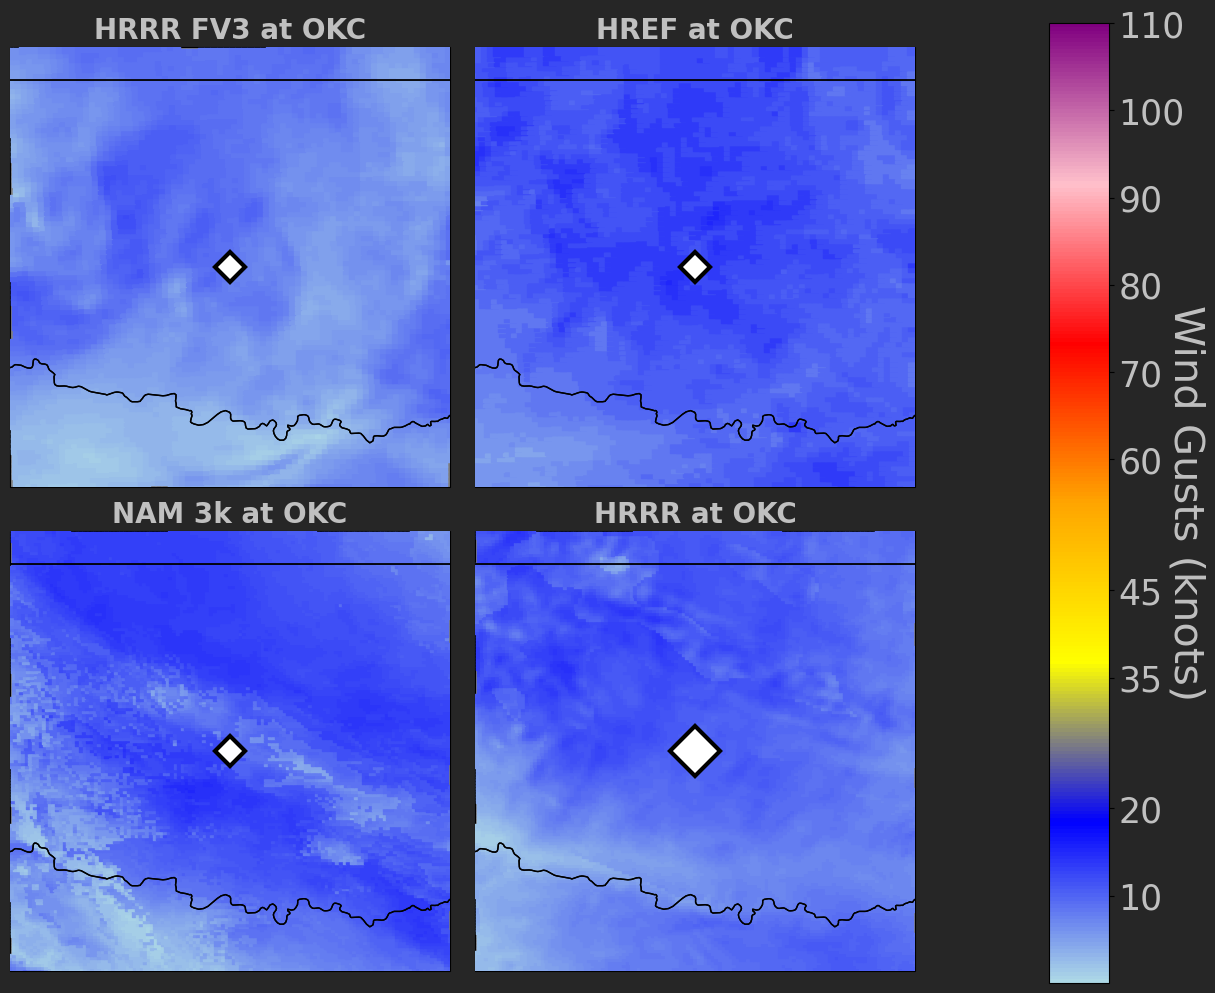 HRRR FV3 at OKC
HREF at OKC
NAM 3k at OKC
HRRR at OKC
110
100
90
80
70
60
45
35
20
10
Wind Gusts (knots)